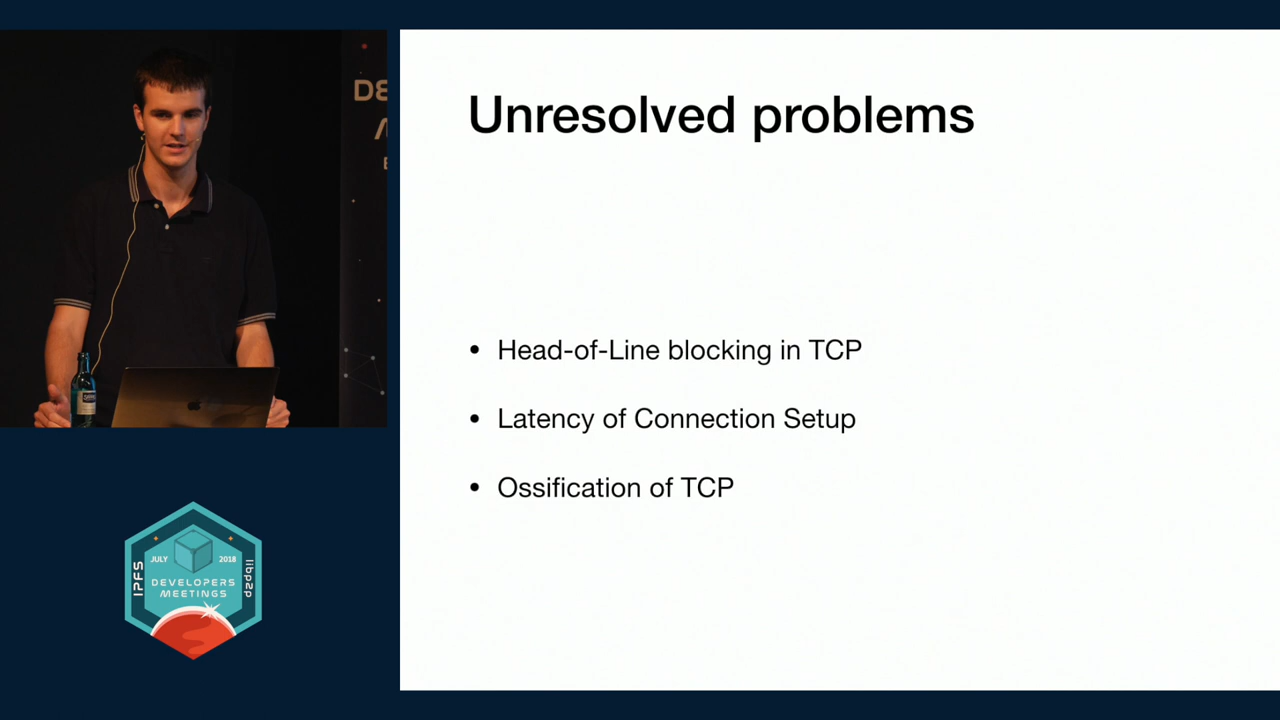 Unresolved problems
• Head-of-Line blocking in TCP
• Latency of Connection Setup
• Ossification of TCP
JULY 2018
IPFS
libp2p
DEVELOPERS
MEETINGS